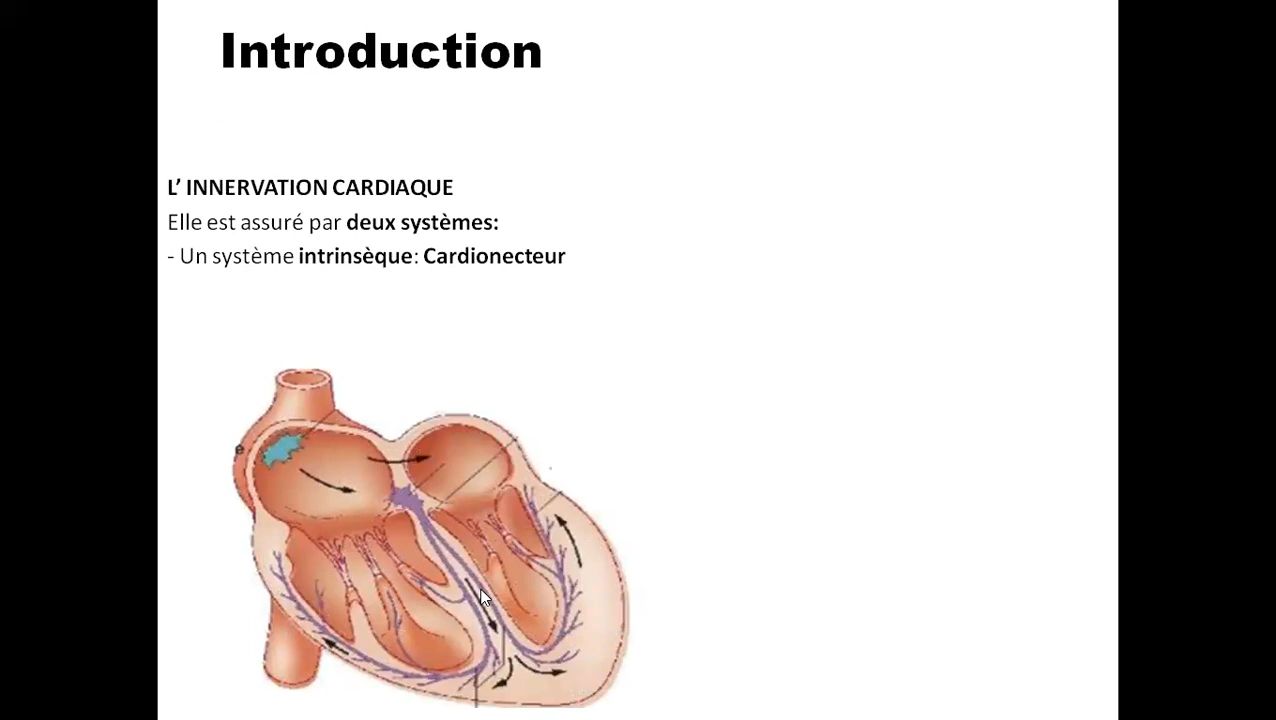 Introduction
L' INNERVATION CARDIAQUE
Elle est assuré par deux systèmes:
- Un système intrinsèque: Cardionecteur
e